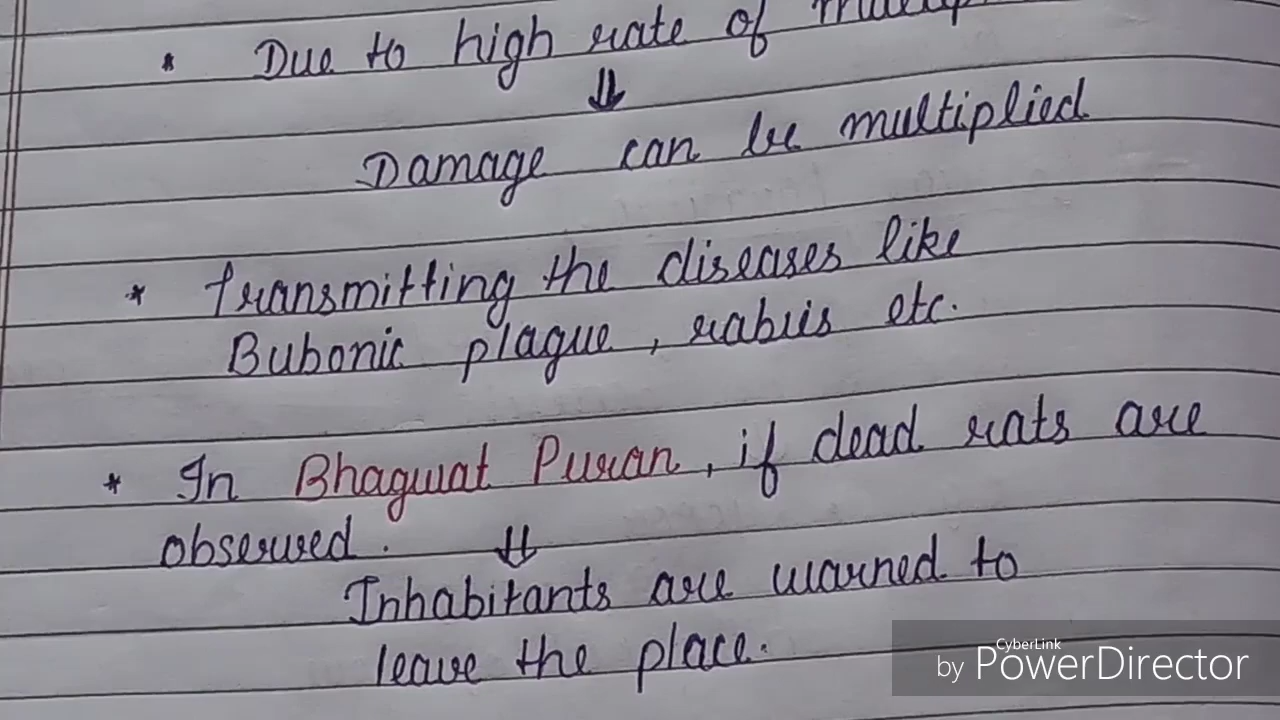 * Due to high rate of
⇓
Damage can be multiplied
* transmitting the diseases like
Bubonic plague, rabies etc.
* In Bhagwat Puran, if dead rats are
observed. ⇓
Inhabitants are warned to
leave the place.
CyberLink
by PowerDirector